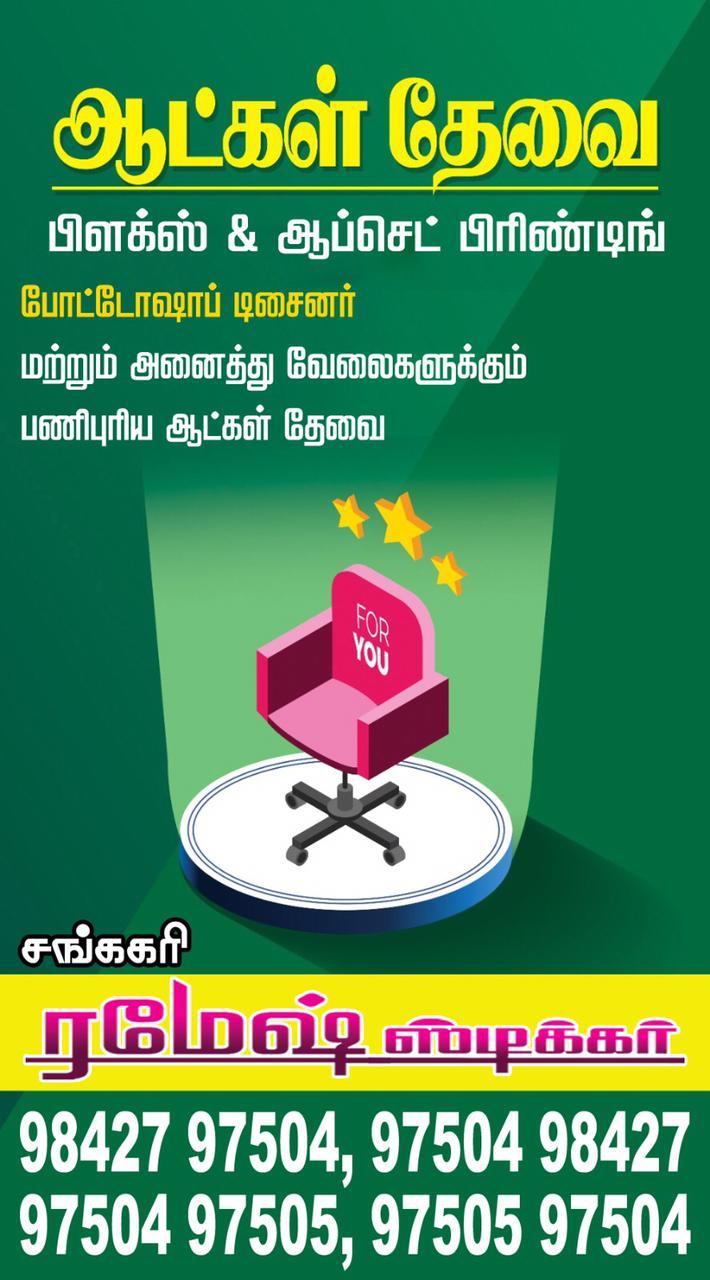 ஆட்கள் தேவை
பிளக்ஸ் & ஆப்செட் பிரிண்டிங்
போட்டோஷாப் டிசைனர்
மற்றும் அனைத்து வேலைகளுக்கும்
பணிபுரிய ஆட்கள் தேவை
FOR
YOU
சங்ககரி
ரமேஷ் ஸ்டிக்கர்
98427 97504, 97504 98427
97504 97505, 97505 97504